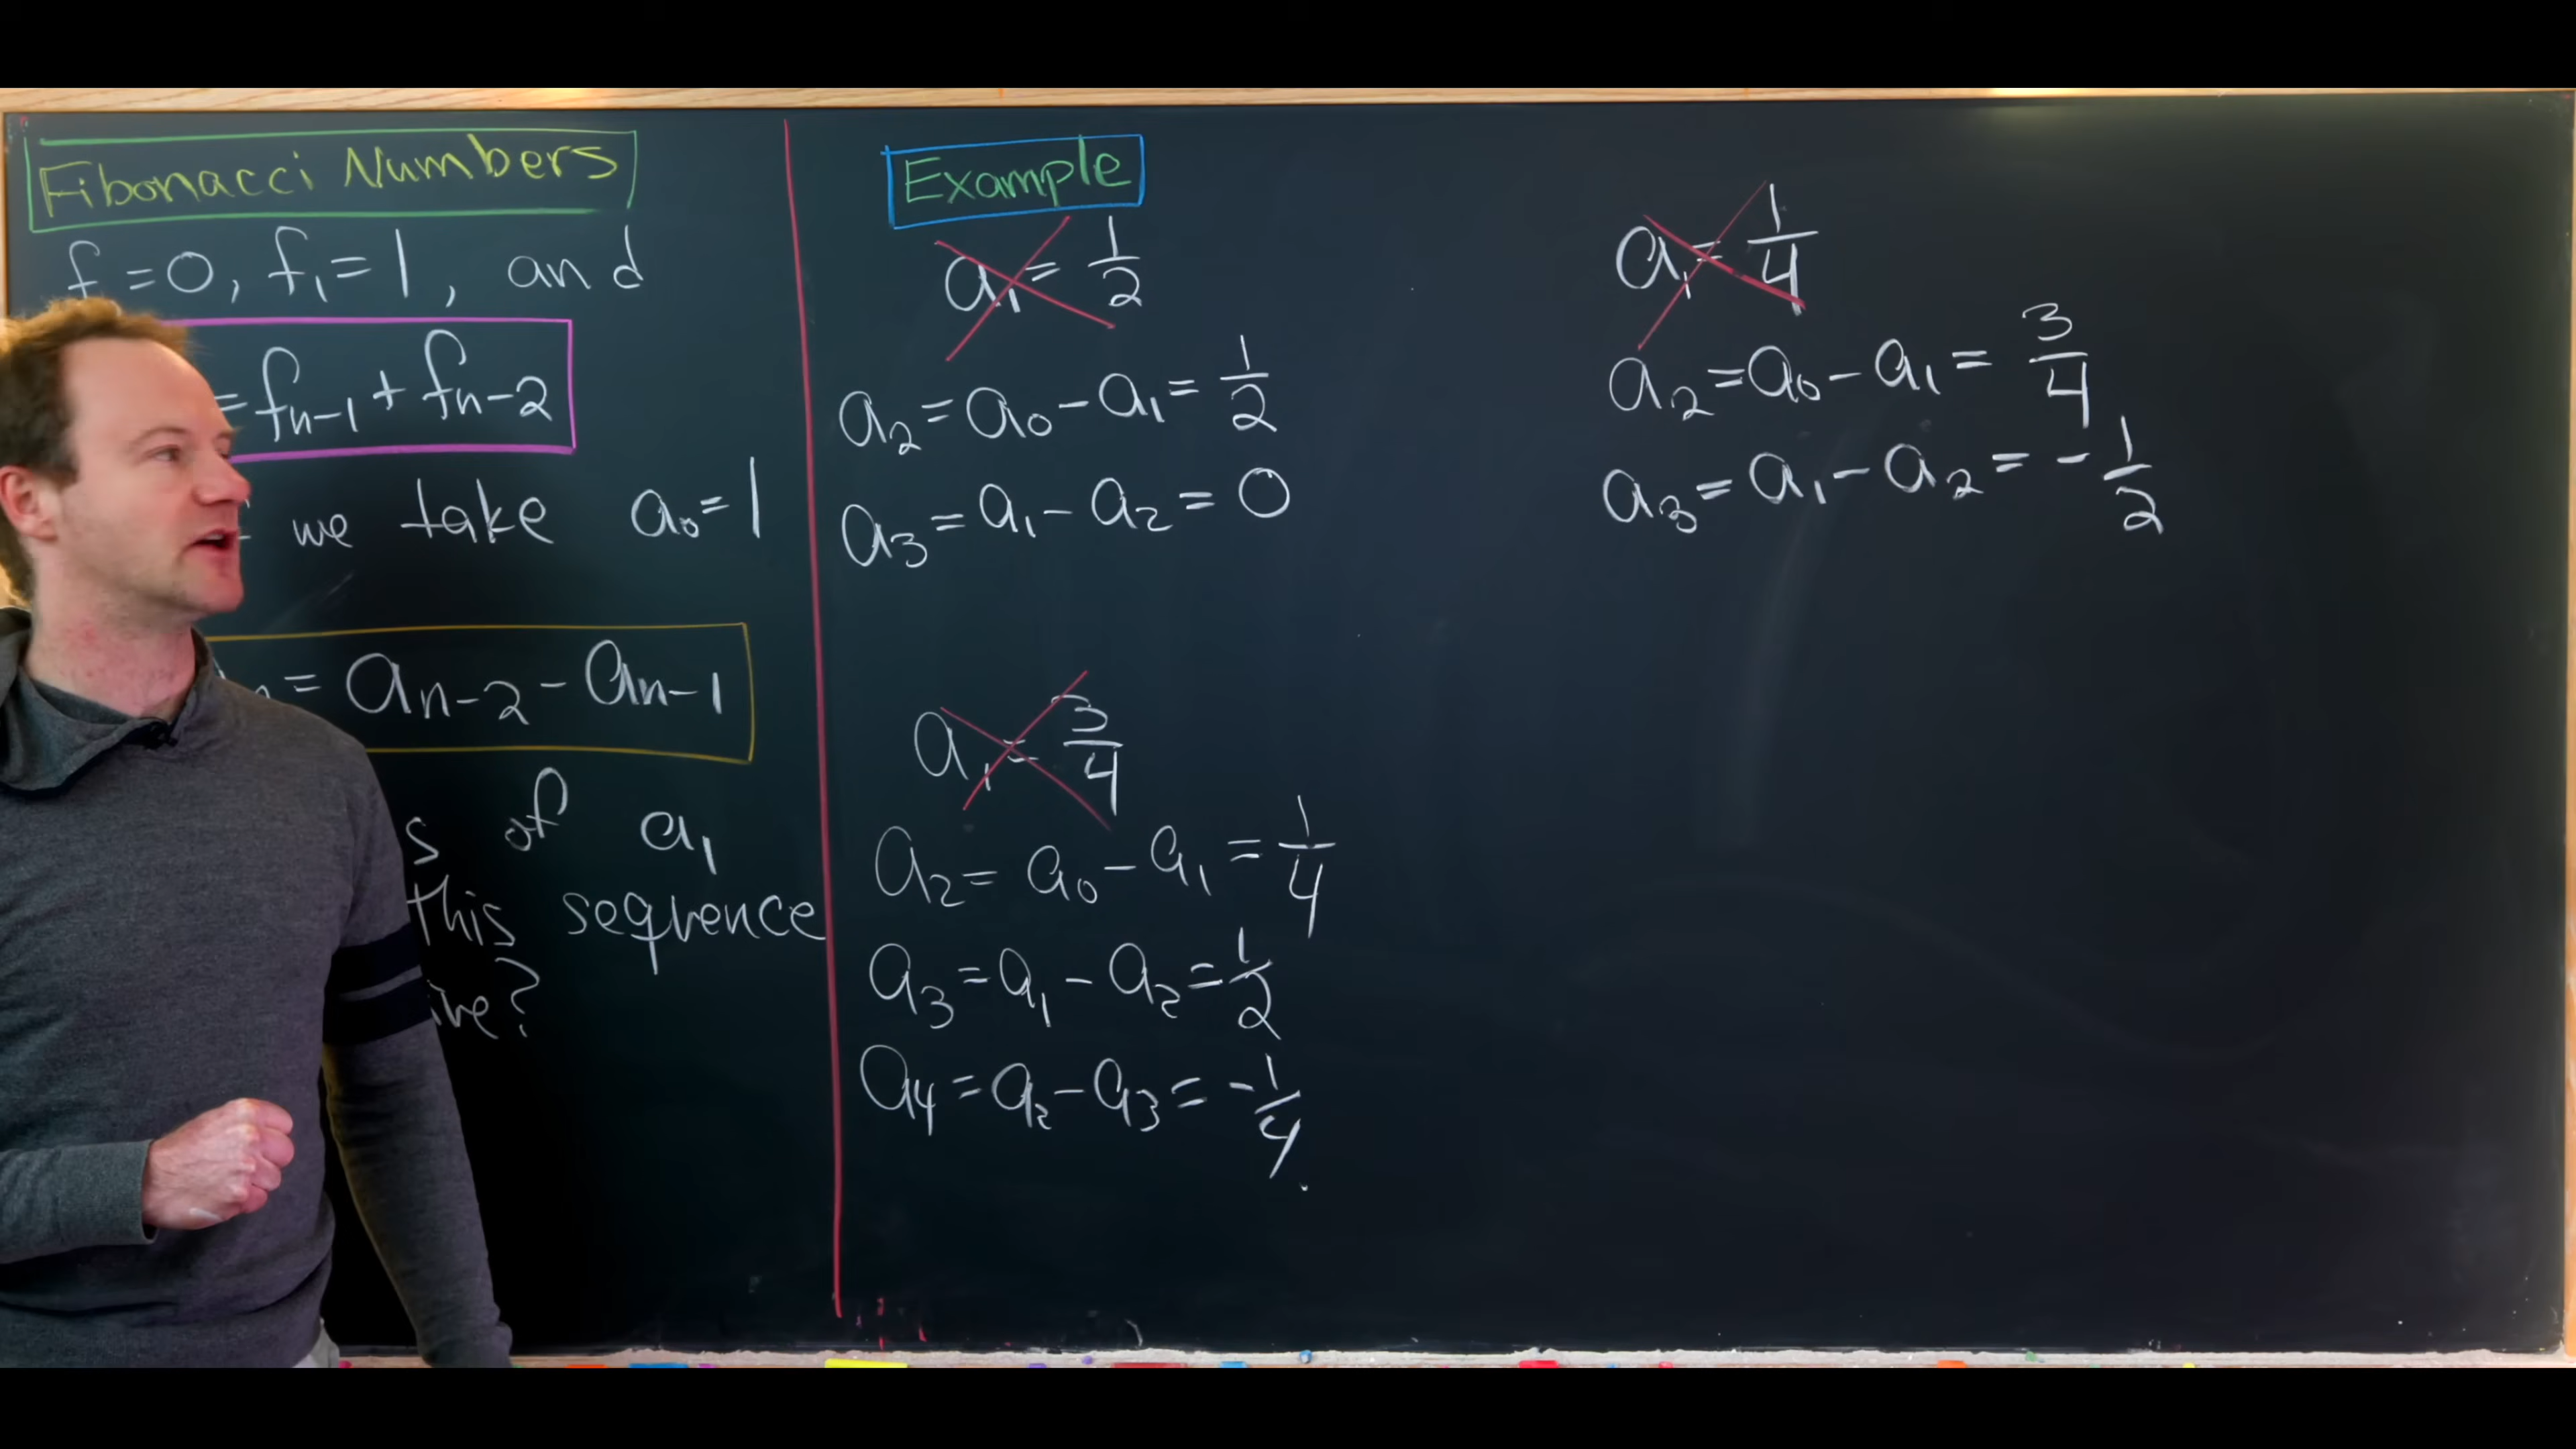 Fibonacci Numbers
f =0, f₁=1, and
= fₙ₋₁ + fₙ₋₂
we take a₀=1
= aₙ₋₂ - aₙ₋₁
s of a₁
this sequence
ive?
Example
a₁ = 1/2
a₂ = a₀ - a₁ = 1/2
a₃ = a₁ - a₂ = 0
a₁ = 3/4
a₂ = a₀ - a₁ = 1/4
a₃ = a₁ - a₂ = 1/2
a₄ = a₂ - a₃ = -1/4
a₁ = 1/4
a₂ = a₀ - a₁ = 3/4
a₃ = a₁ - a₂ = -1/2